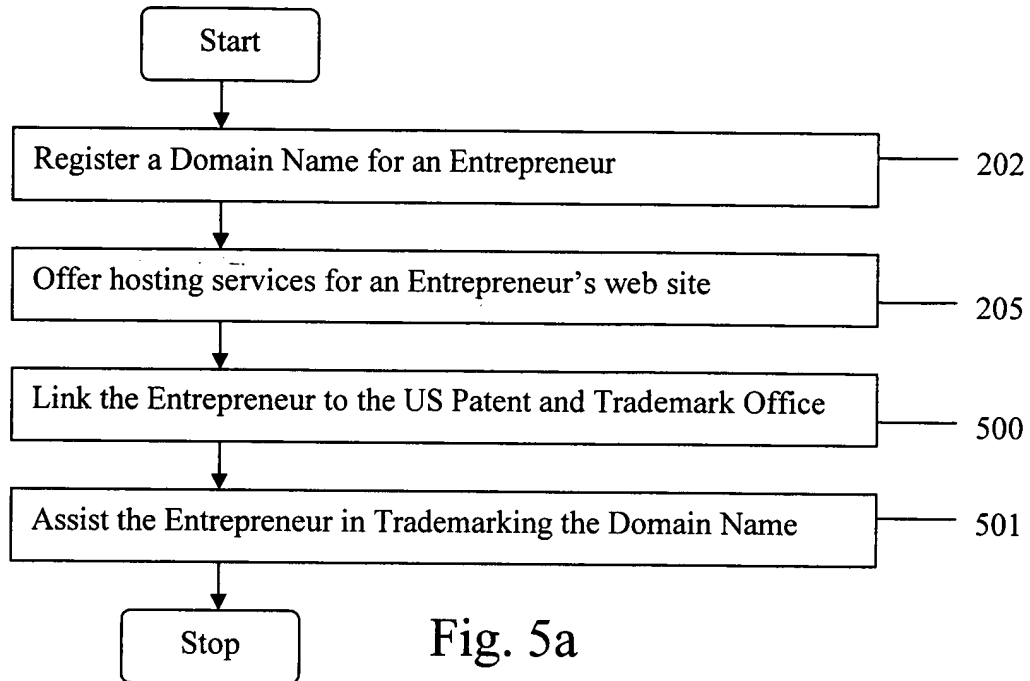 Start
Register a Domain Name for an Entrepreneur
202
Offer hosting services for an Entrepreneur’s web site
205
Link the Entrepreneur to the US Patent and Trademark Office
500
Assist the Entrepreneur in Trademarking the Domain Name
501
Stop
Fig. 5a